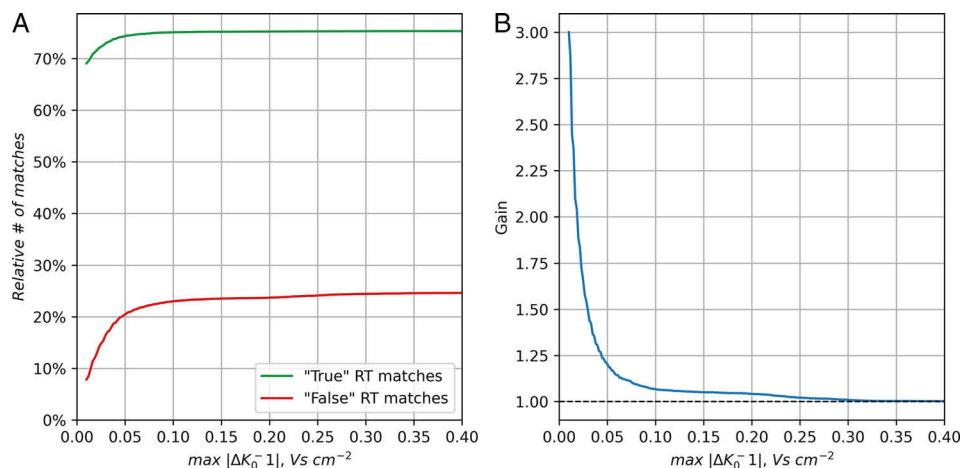 A
Relative # of matches
70%
60%
50%
40%
30%
20%
10%
0%
0.00 0.05 0.10 0.15 0.20 0.25 0.30 0.35 0.40
max |ΔK₀⁻1|, Vs cm⁻²
"True" RT matches
"False" RT matches
B
Gain
3.00
2.75
2.50
2.25
2.00
1.75
1.50
1.25
1.00
0.00 0.05 0.10 0.15 0.20 0.25 0.30 0.35 0.40
max |ΔK₀⁻1|, Vs cm⁻²